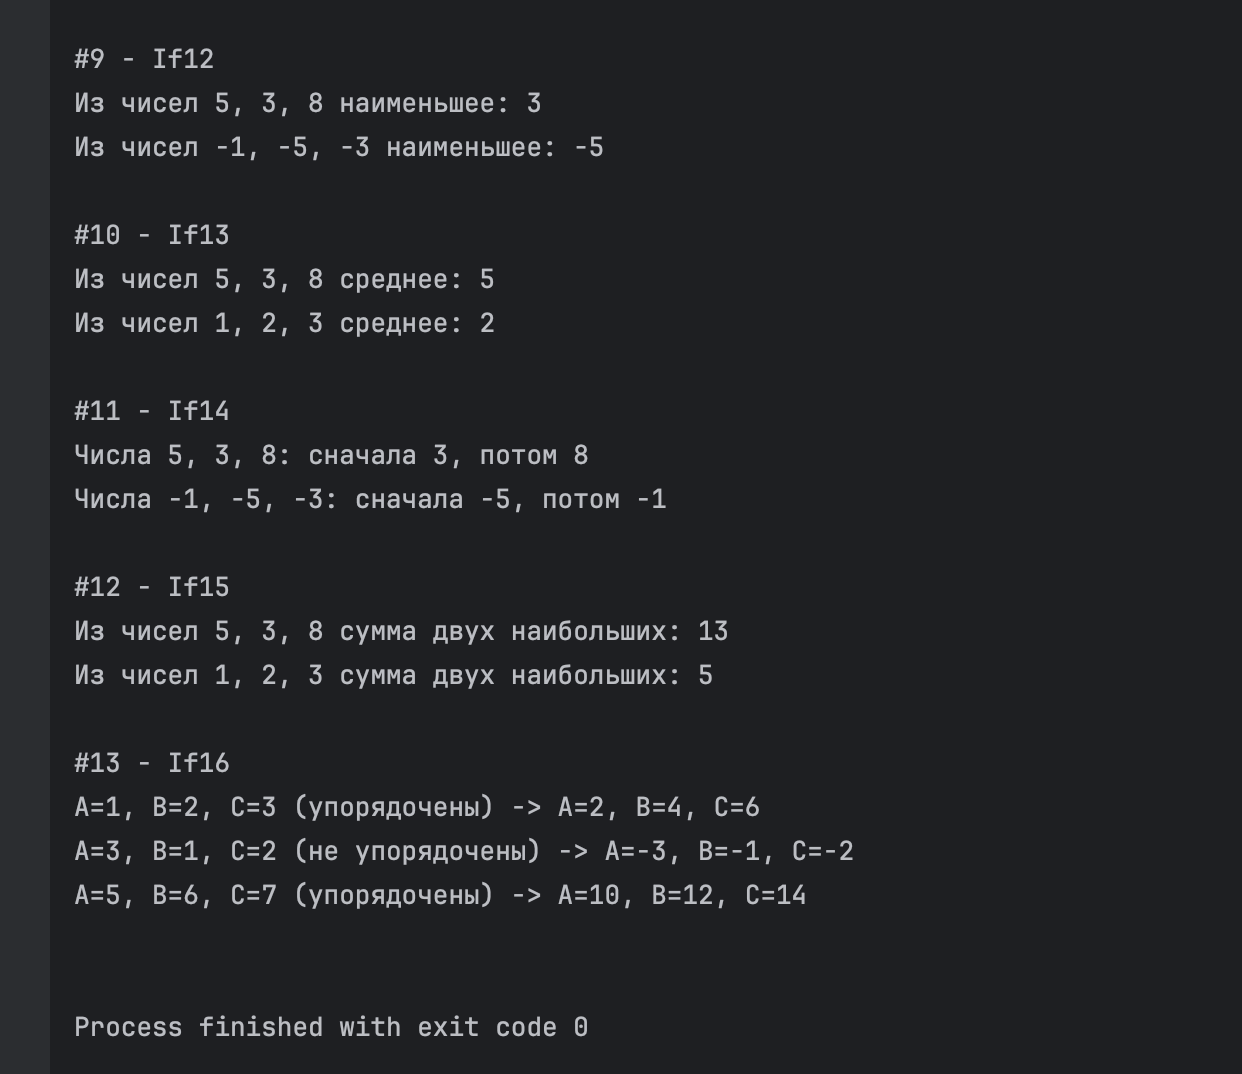 #9 - If12
Из чисел 5, 3, 8 наименьшее: 3
Из чисел -1, -5, -3 наименьшее: -5
#10 - If13
Из чисел 5, 3, 8 среднее: 5
Из чисел 1, 2, 3 среднее: 2
#11 - If14
Числа 5, 3, 8: сначала 3, потом 8
Числа -1, -5, -3: сначала -5, потом -1
#12 - If15
Из чисел 5, 3, 8 сумма двух наибольших: 13
Из чисел 1, 2, 3 сумма двух наибольших: 5
#13 - If16
A=1, B=2, C=3 (упорядочены) -> A=2, B=4, C=6
A=3, B=1, C=2 (не упорядочены) -> A=-3, B=-1, C=-2
A=5, B=6, C=7 (упорядочены) -> A=10, B=12, C=14
Process finished with exit code 0